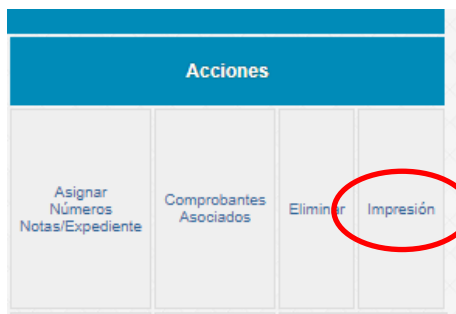 Acciones
Asignar
Números
Notas/Expediente
Comprobantes
Asociados
Eliminar
Impresión